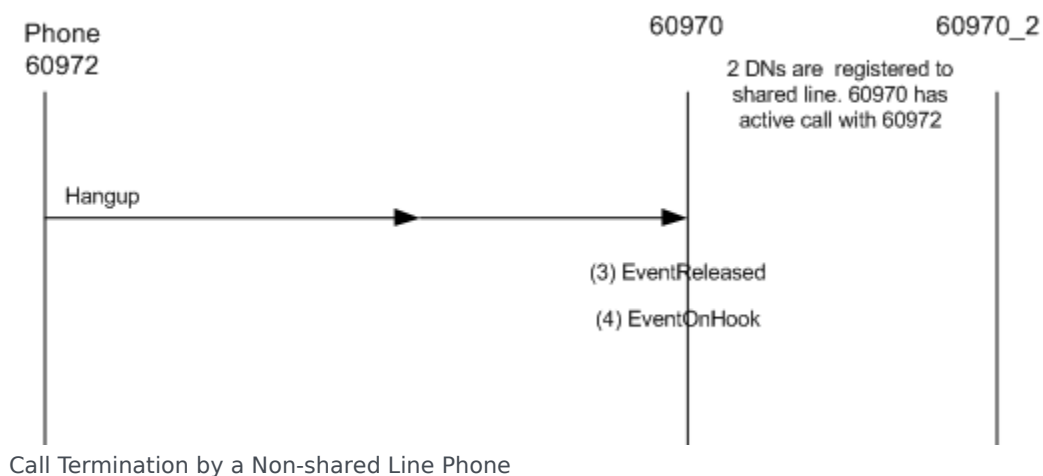 Phone
60972
60970
60970_2
2 DNs are registered to
shared line. 60970 has
active call with 60972
Hangup
(3) EventReleased
(4) EventOnHook
Call Termination by a Non-shared Line Phone